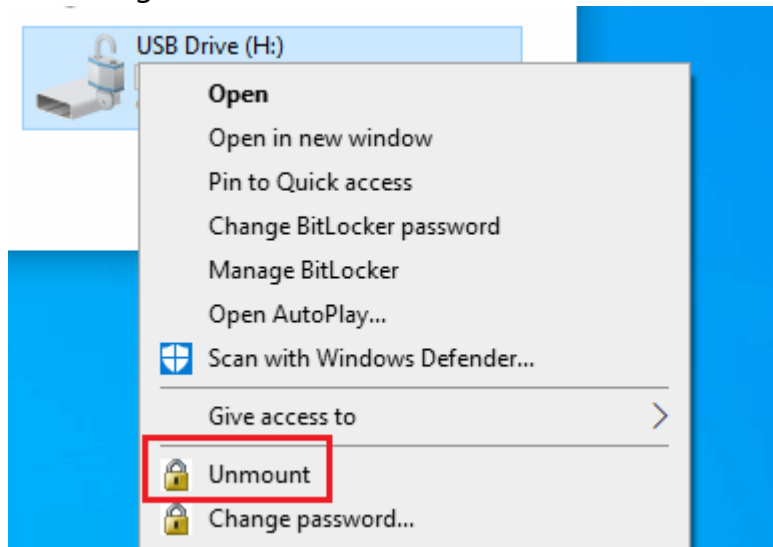 USB Drive (H:)
Open
Open in new window
Pin to Quick access
Change BitLocker password
Manage BitLocker
Open AutoPlay...
Scan with Windows Defender...
Give access to
Unmount
Change password...